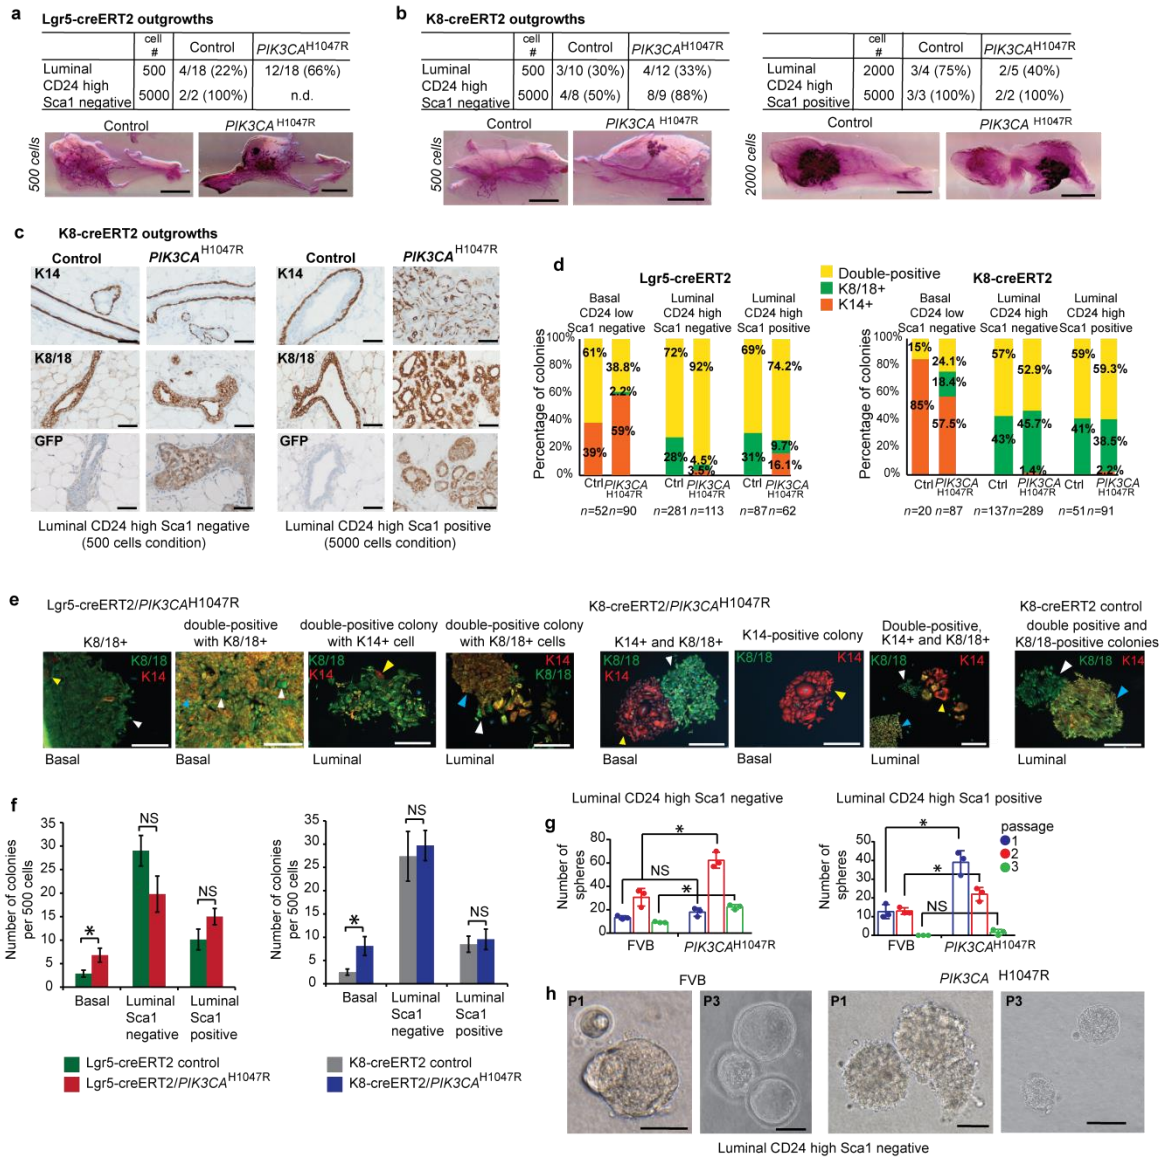 a
Lgr5-creERT2 outgrowths
cell # Control PIK3CAH1047R
Luminal 500 4/18 (22%) 12/18 (66%)
CD24 high
Sca1 negative 5000 2/2 (100%) n.d.
Control PIK3CA H1047R
500 cells
b
K8-creERT2 outgrowths
cell # Control PIK3CAH1047R
Luminal 500 3/10 (30%) 4/12 (33%)
CD24 high
Sca1 negative 5000 4/8 (50%) 8/9 (88%)
Control PIK3CA H1047R
500 cells
cell # Control PIK3CAH1047R
Luminal 2000 3/4 (75%) 2/5 (40%)
CD24 high
Sca1 positive 5000 3/3 (100%) 2/2 (100%)
Control PIK3CA H1047R
2000 cells
c
K8-creERT2 outgrowths
Control PIK3CA H1047R Control PIK3CA H1047R
K14 K14
K8/18 K8/18
GFP GFP
Luminal CD24 high Sca1 negative
(500 cells condition)
Luminal CD24 high Sca1 positive
(5000 cells condition)
d
Lgr5-creERT2
Double-positive
K8/18+
K14+
K8-creERT2
Basal Luminal Luminal
CD24 low CD24 high CD24 high
Sca1 negative Sca1 negative Sca1 positive
Percentage of colonies
100%
80%
60%
40%
20%
0%
61% 38.8% 72% 92% 69% 74.2%
2.2%
39% 59% 28% 4.5% 31% 9.7%
3.5% 16.1%
Ctrl PIK3CA H1047R Ctrl PIK3CA H1047R Ctrl PIK3CA H1047R
n=52 n=90 n=281 n=113 n=87 n=62
Basal Luminal Luminal
CD24 low CD24 high CD24 high
Sca1 negative Sca1 negative Sca1 positive
Percentage of colonies
100%
80%
60%
40%
20%
0%
15% 24.1% 57% 52.9% 59% 59.3%
18.4%
85% 57.5% 43% 45.7% 41% 38.5%
1.4% 2.2%
Ctrl PIK3CA H1047R Ctrl PIK3CA H1047R Ctrl PIK3CA H1047R
n=20 n=87 n=137 n=289 n=51 n=91
e
Lgr5-creERT2/PIK3CAH1047R
K8/18+
double-positive
with K8/18+
double-positive colony
with K14+ cell
double-positive colony
with K8/18+ cells
K8/18
K14
K8/18
K14
K8/18
K14
K14
K8/18
Basal Basal Luminal Luminal
K8-creERT2/PIK3CAH1047R
K14+ and K8/18+
K14-positive colony
Double-positive,
K14+ and K8/18+
K8/18 K14
K8/18 K14
K8/18 K14
Basal Basal Luminal
K8-creERT2 control
double positive and
K8/18-positive colonies
K8/18 K14
Luminal
f
Number of colonies
per 500 cells
35
30
25
20
15
10
5
0
* NS NS
Basal Luminal Luminal
Sca1 Sca1
negative positive
Lgr5-creERT2 control
Lgr5-creERT2/PIK3CAH1047R
Number of colonies
per 500 cells
35
30
25
20
15
10
5
0
* NS NS
Basal Luminal Luminal
Sca1 Sca1
negative positive
K8-creERT2 control
K8-creERT2/PIK3CAH1047R
g
Luminal CD24 high Sca1 negative
Number of
spheres
80
60
40
20
0
*
NS
*
FVB PIK3CAH1047R
Luminal CD24 high Sca1 positive
Number of
spheres
50
40
30
20
10
0
*
*
NS
FVB PIK3CAH1047R
passage
1
2
3
h
FVB PIK3CA H1047R
P1 P3 P1 P3
Luminal CD24 high Sca1 negative